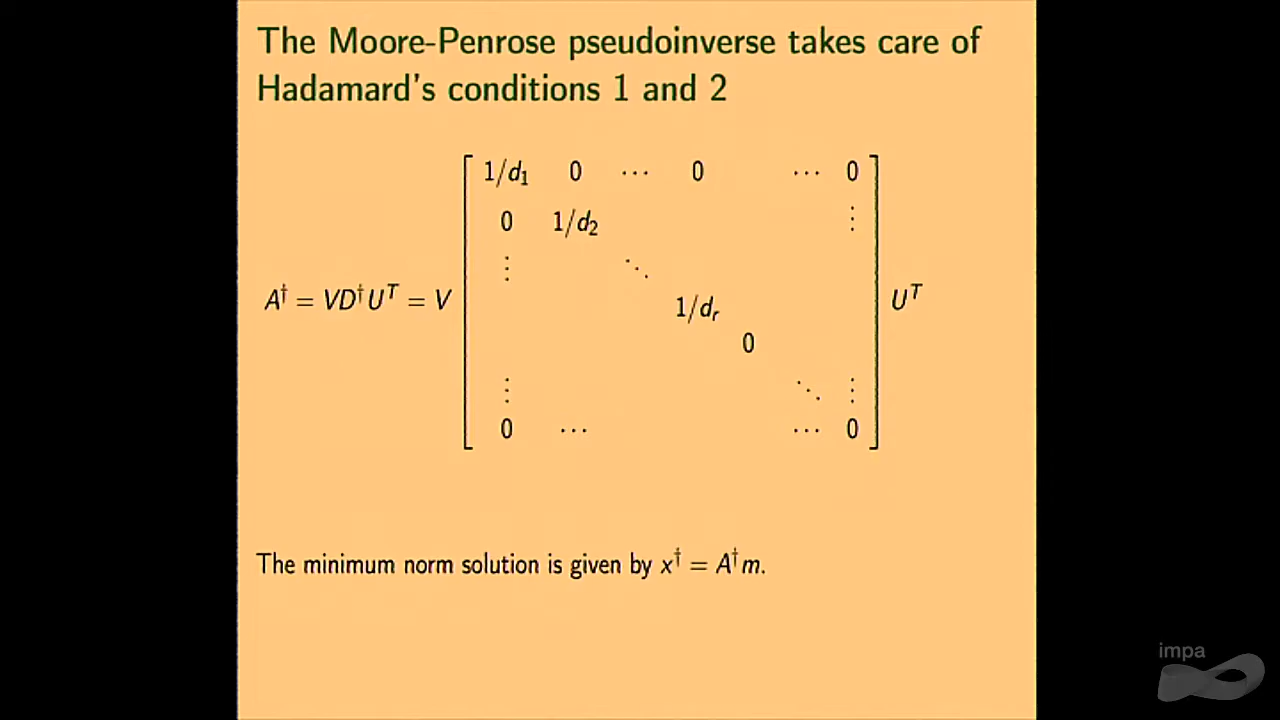 The Moore-Penrose pseudoinverse takes care of
Hadamard's conditions 1 and 2
1/d₁ 0 ⋯ 0 ⋯ 0
0 1/d₂ ⋮
⋮ ⋱
A† = VD†Uᵀ = V [ ] Uᵀ
1/dᵣ
0
⋮ ⋱ ⋮
0 ⋯ ⋯ 0
The minimum norm solution is given by x† = A†m.
impa